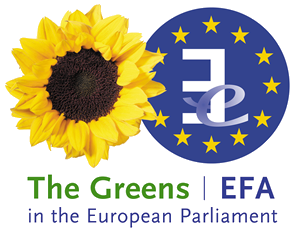 The Greens | EFA
in the European Parliament